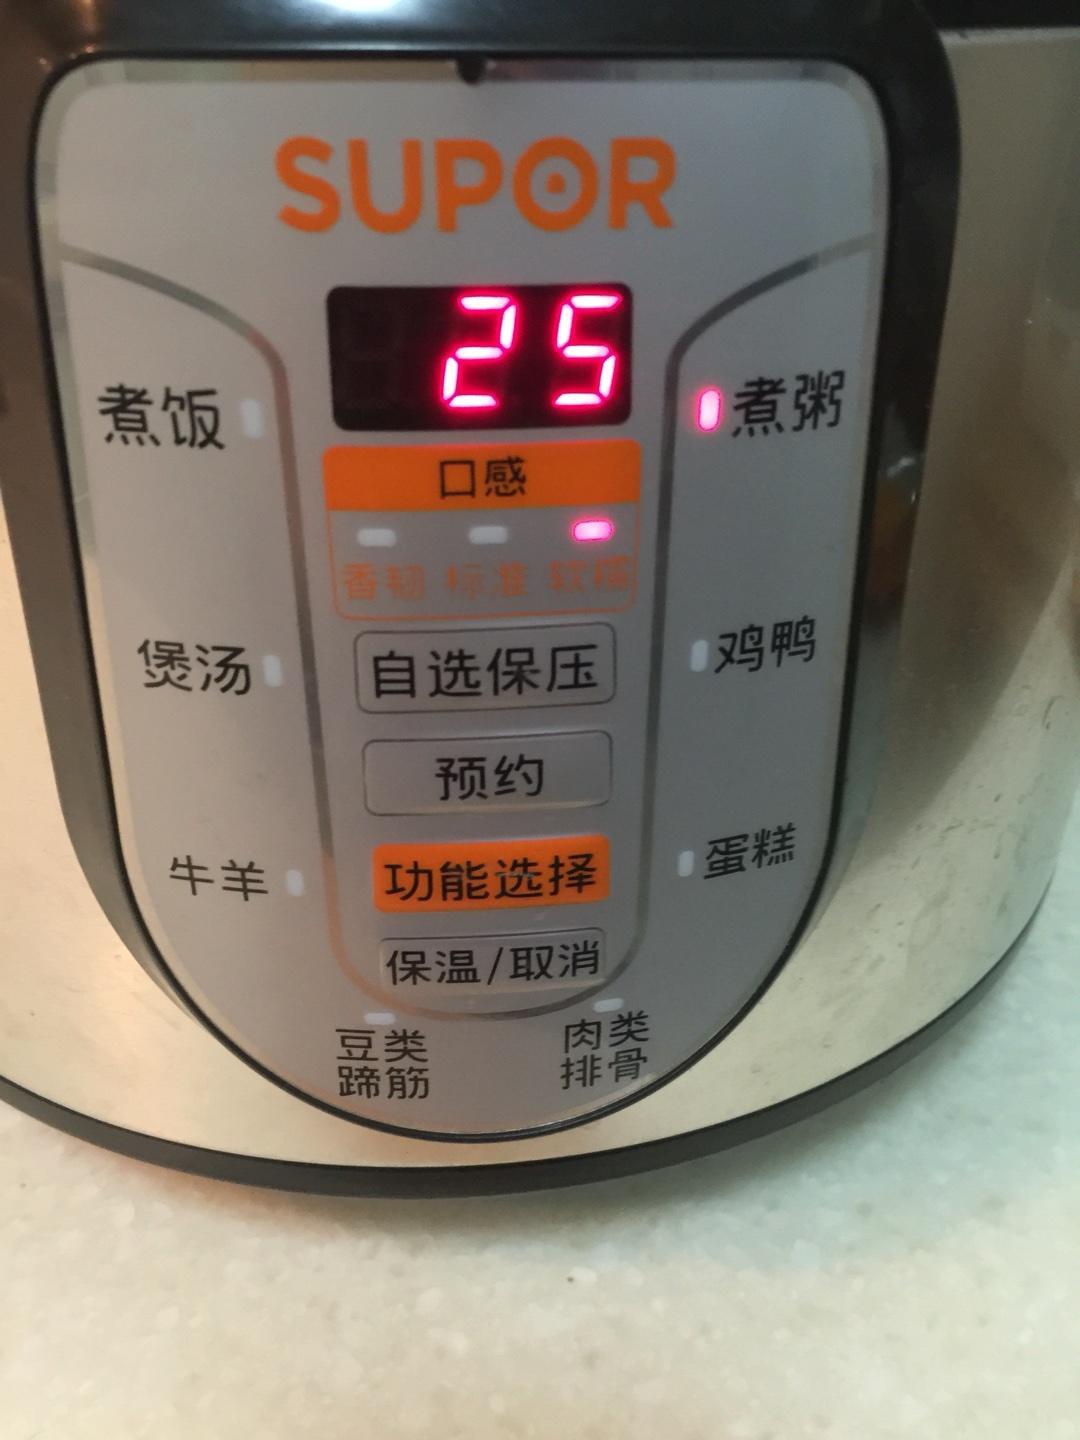 SUPOR
25
煮饭
煮粥
口感
香韧 标准 软糯
煲汤
自选保压
鸡鸭
预约
牛羊
功能选择
蛋糕
保温/取消
豆类
蹄筋
肉类
排骨